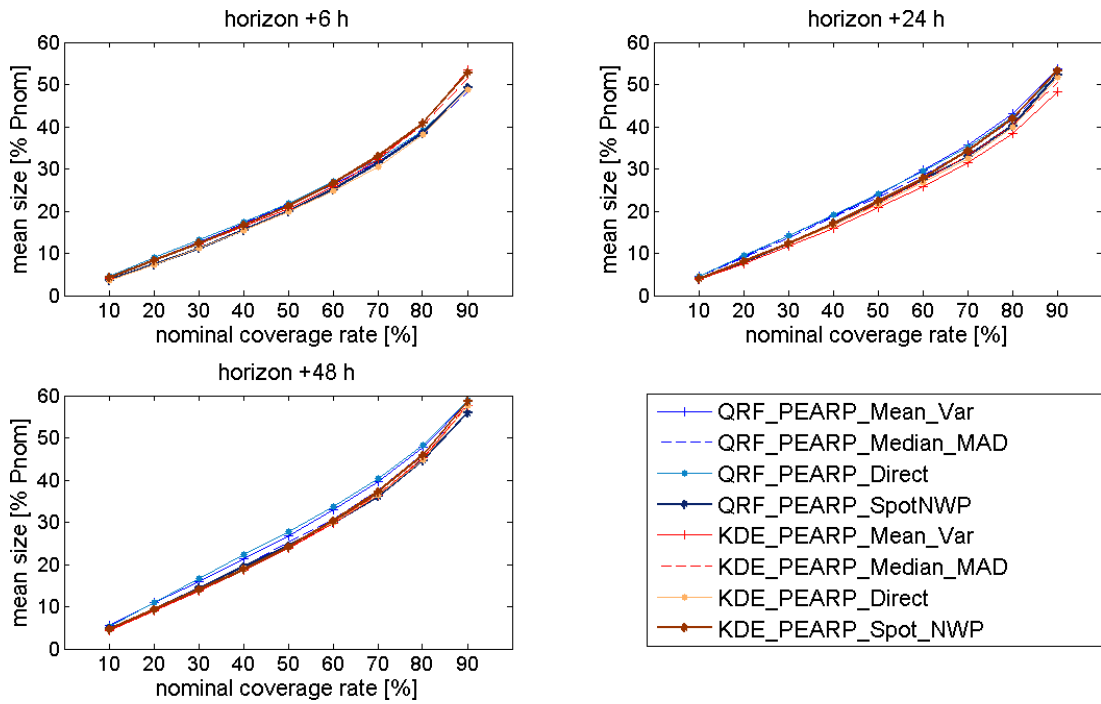 horizon +6 h
60
50
40
30
20
10
0
mean size [% Pnom]
10 20 30 40 50 60 70 80 90
nominal coverage rate [%]
horizon +24 h
60
50
40
30
20
10
0
mean size [% Pnom]
10 20 30 40 50 60 70 80 90
nominal coverage rate [%]
horizon +48 h
60
50
40
30
20
10
0
mean size [% Pnom]
10 20 30 40 50 60 70 80 90
nominal coverage rate [%]
QRF_PEARP_Mean_Var
QRF_PEARP_Median_MAD
QRF_PEARP_Direct
QRF_PEARP_SpotNWP
KDE_PEARP_Mean_Var
KDE_PEARP_Median_MAD
KDE_PEARP_Direct
KDE_PEARP_Spot_NWP